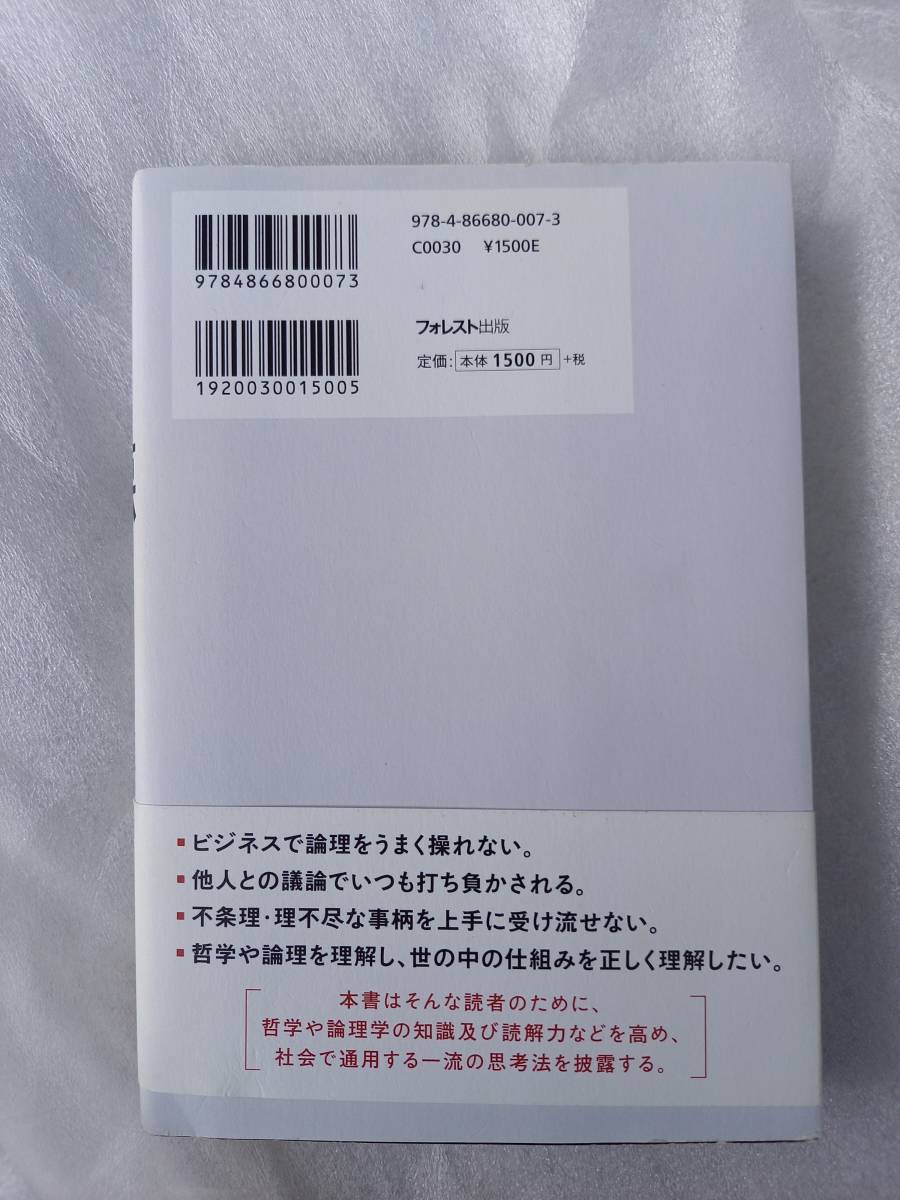 9784866800073
978-4-86680-007-3
C0030 ¥1500E
1920030015005
フォレスト出版
定価: 本体 1500 円 +税
▪ ビジネスで論理をうまく操れない。
▪ 他人との議論でいつも打ち負かされる。
▪ 不条理・理不尽な事柄を上手に受け流せない。
▪ 哲学や論理を理解し、世の中の仕組みを正しく理解したい。
本書はそんな読者のために、
哲学や論理学の知識及び読解力などを高め、
社会で通用する一流の思考法を披露する。